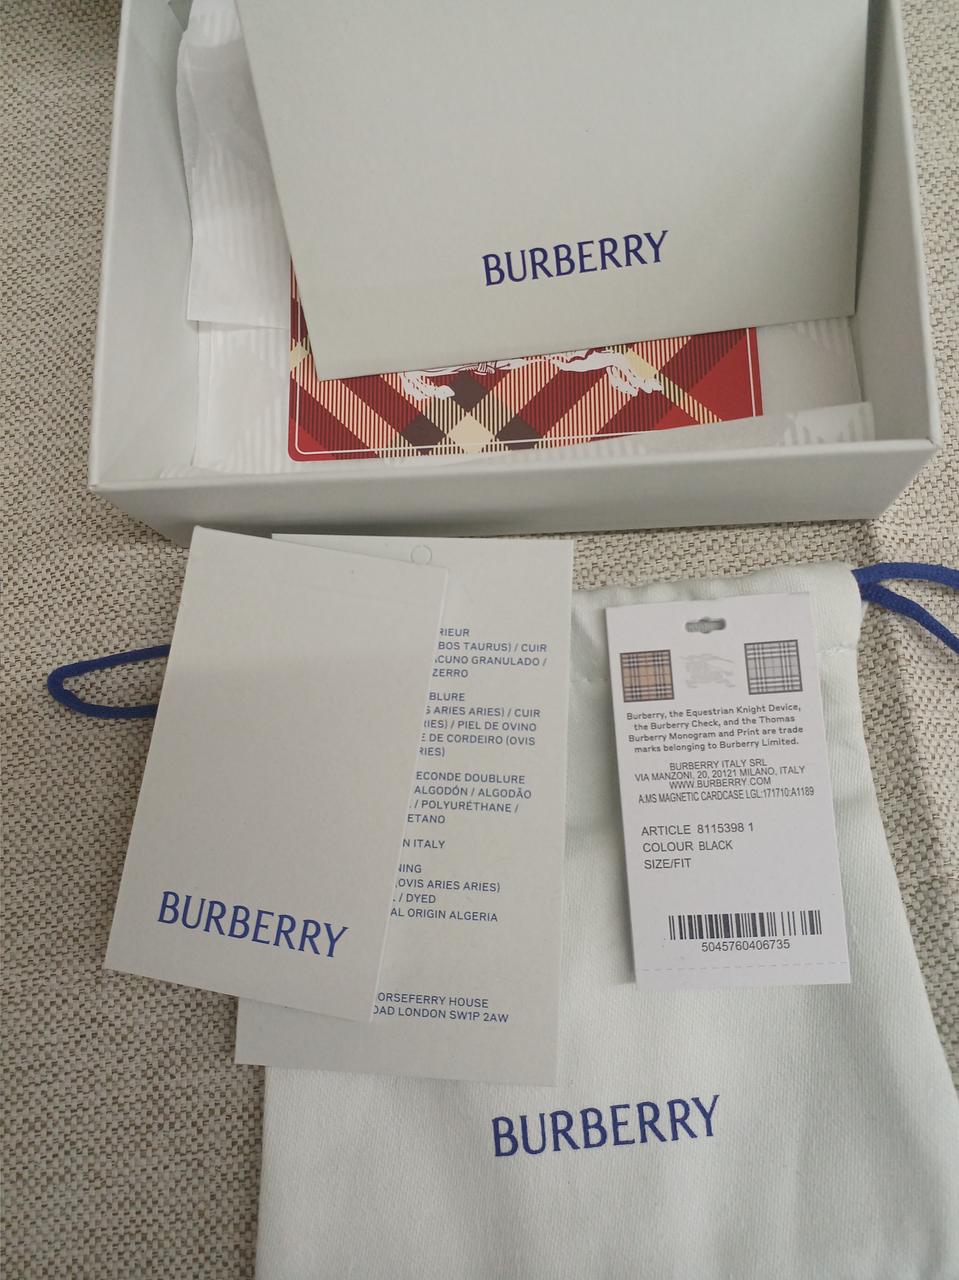 BURBERRY
RIEUR
BOS TAURUS) / CUIR
ACUNO GRANULADO /
ZERRO
BLURE
S ARIES ARIES) / CUIR
RIES) / PIEL DE OVINO
E DE CORDEIRO (OVIS
RIES)
ECONDE DOUBLURE
ALGODÓN / ALGODÃO
. / POLYURÉTHANE /
ETANO
N ITALY
NING
(OVIS ARIES ARIES)
. / DYED
AL ORIGIN ALGERIA
ORSEFERRY HOUSE
OAD LONDON SW1P 2AW
BURBERRY
Burberry, the Equestrian Knight Device,
the Burberry Check, and the Thomas
Burberry Monogram and Print are trade
marks belonging to Burberry Limited.
BURBERRY ITALY SRL
VIA MANZONI, 20, 20121 MILANO, ITALY
WWW.BURBERRY.COM
A:MS MAGNETIC CARDCASE LGL:171710:A1189
ARTICLE 8115398 1
COLOUR BLACK
SIZE/FIT
5045760406735
BURBERRY